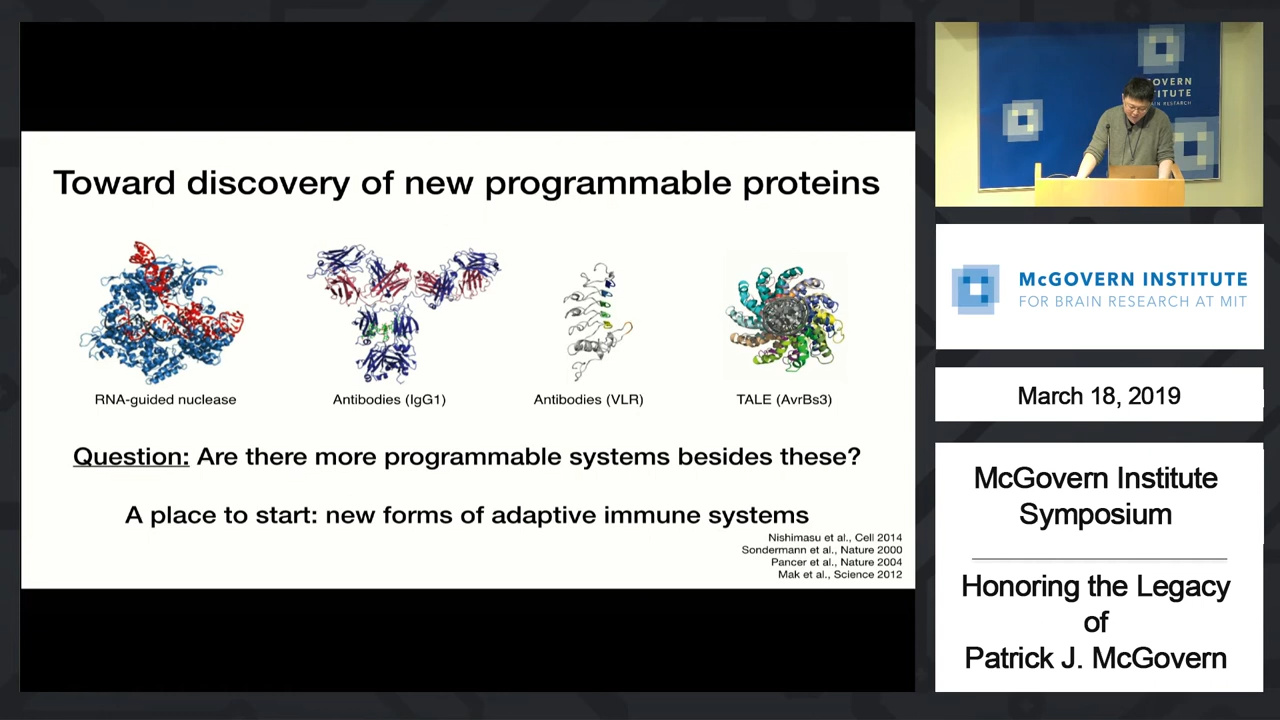 Toward discovery of new programmable proteins
RNA-guided nuclease
Antibodies (IgG1)
Antibodies (VLR)
TALE (AvrBs3)
Question: Are there more programmable systems besides these?
A place to start: new forms of adaptive immune systems
Nishimasu et al., Cell 2014
Sondermann et al., Nature 2000
Pancer et al., Nature 2004
Mak et al., Science 2012
McGOVERN INSTITUTE
FOR BRAIN RESEARCH AT MIT
March 18, 2019
McGovern Institute
Symposium
Honoring the Legacy
of
Patrick J. McGovern